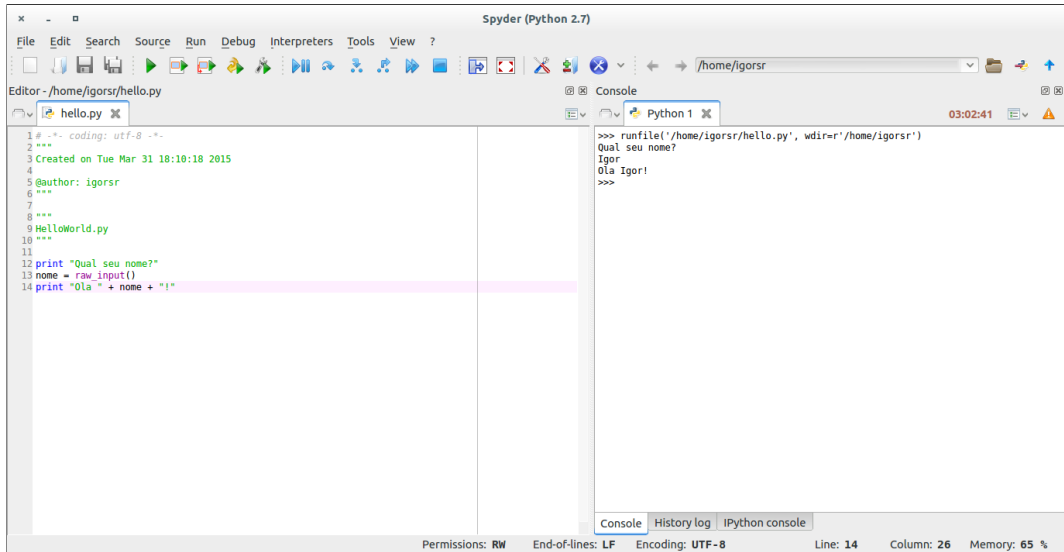 Spyder (Python 2.7)
File Edit Search Source Run Debug Interpreters Tools View ?
/home/igorsr
Editor - /home/igorsr/hello.py
hello.py
1 # -*- coding: utf-8 -*-
2 """
3 Created on Tue Mar 31 18:10:18 2015
4
5 @author: igorsr
6 """
7
8 """
9 HelloWorld.py
10 """
11
12 print "Qual seu nome?"
13 nome = raw_input()
14 print "Ola " + nome + "!"
Console
Python 1
03:02:41
>>> runfile('/home/igorsr/hello.py', wdir=r'/home/igorsr')
Qual seu nome?
Igor
Ola Igor!
>>>
Console History log IPython console
Permissions: RW End-of-lines: LF Encoding: UTF-8 Line: 14 Column: 26 Memory: 65 %